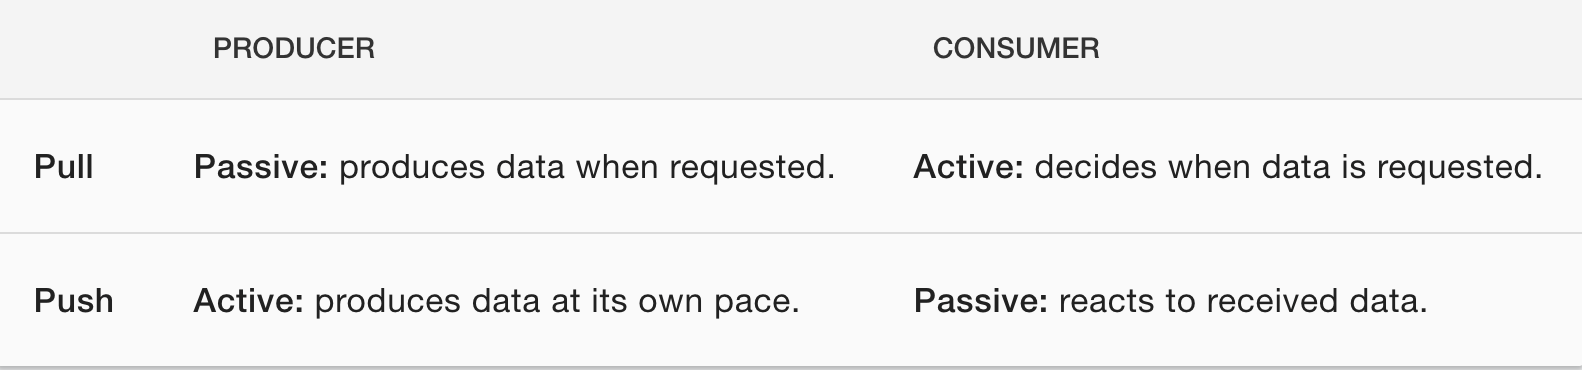 PRODUCER CONSUMER
Pull Passive: produces data when requested. Active: decides when data is requested.
Push Active: produces data at its own pace. Passive: reacts to received data.